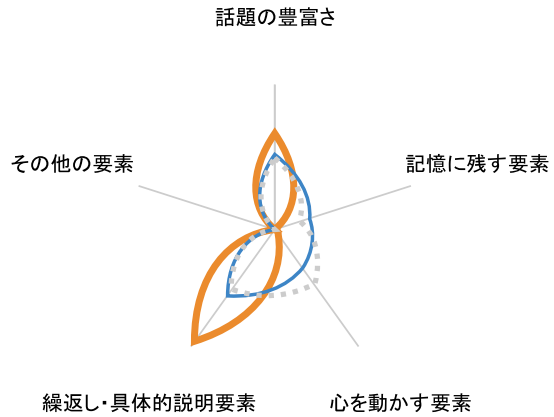 話題の豊富さ
その他の要素
記憶に残す要素
繰返し・具体的説明要素
心を動かす要素